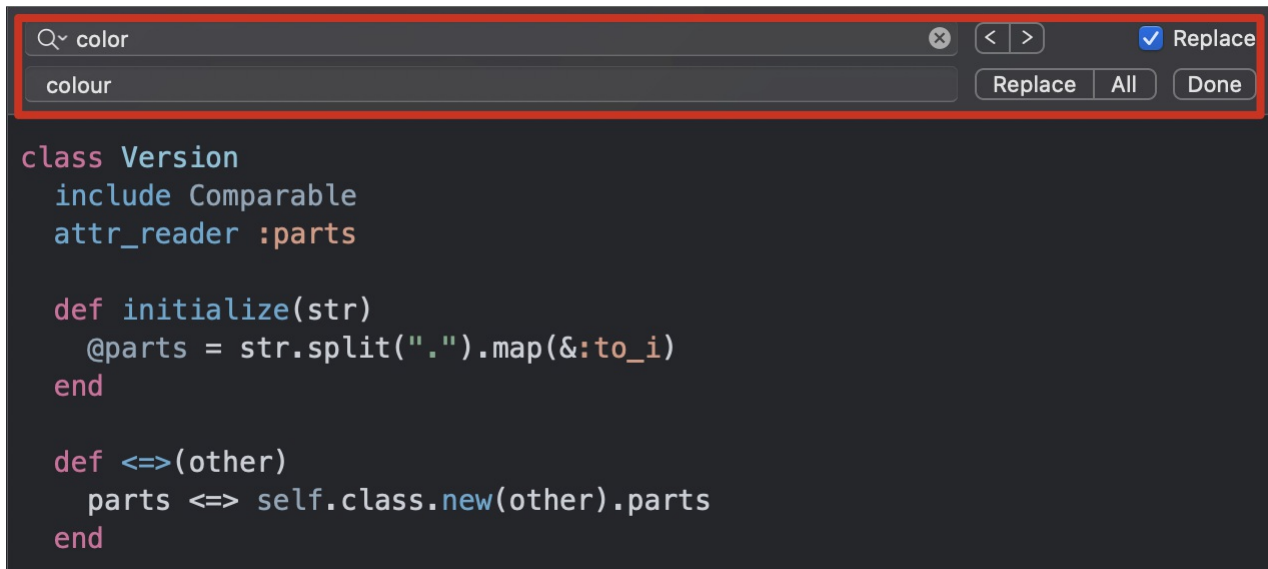 color
< > Replace
colour
Replace All Done
class Version
  include Comparable
  attr_reader :parts

  def initialize(str)
    @parts = str.split(".").map(&:to_i)
  end

  def <=>(other)
    parts <=> self.class.new(other).parts
  end